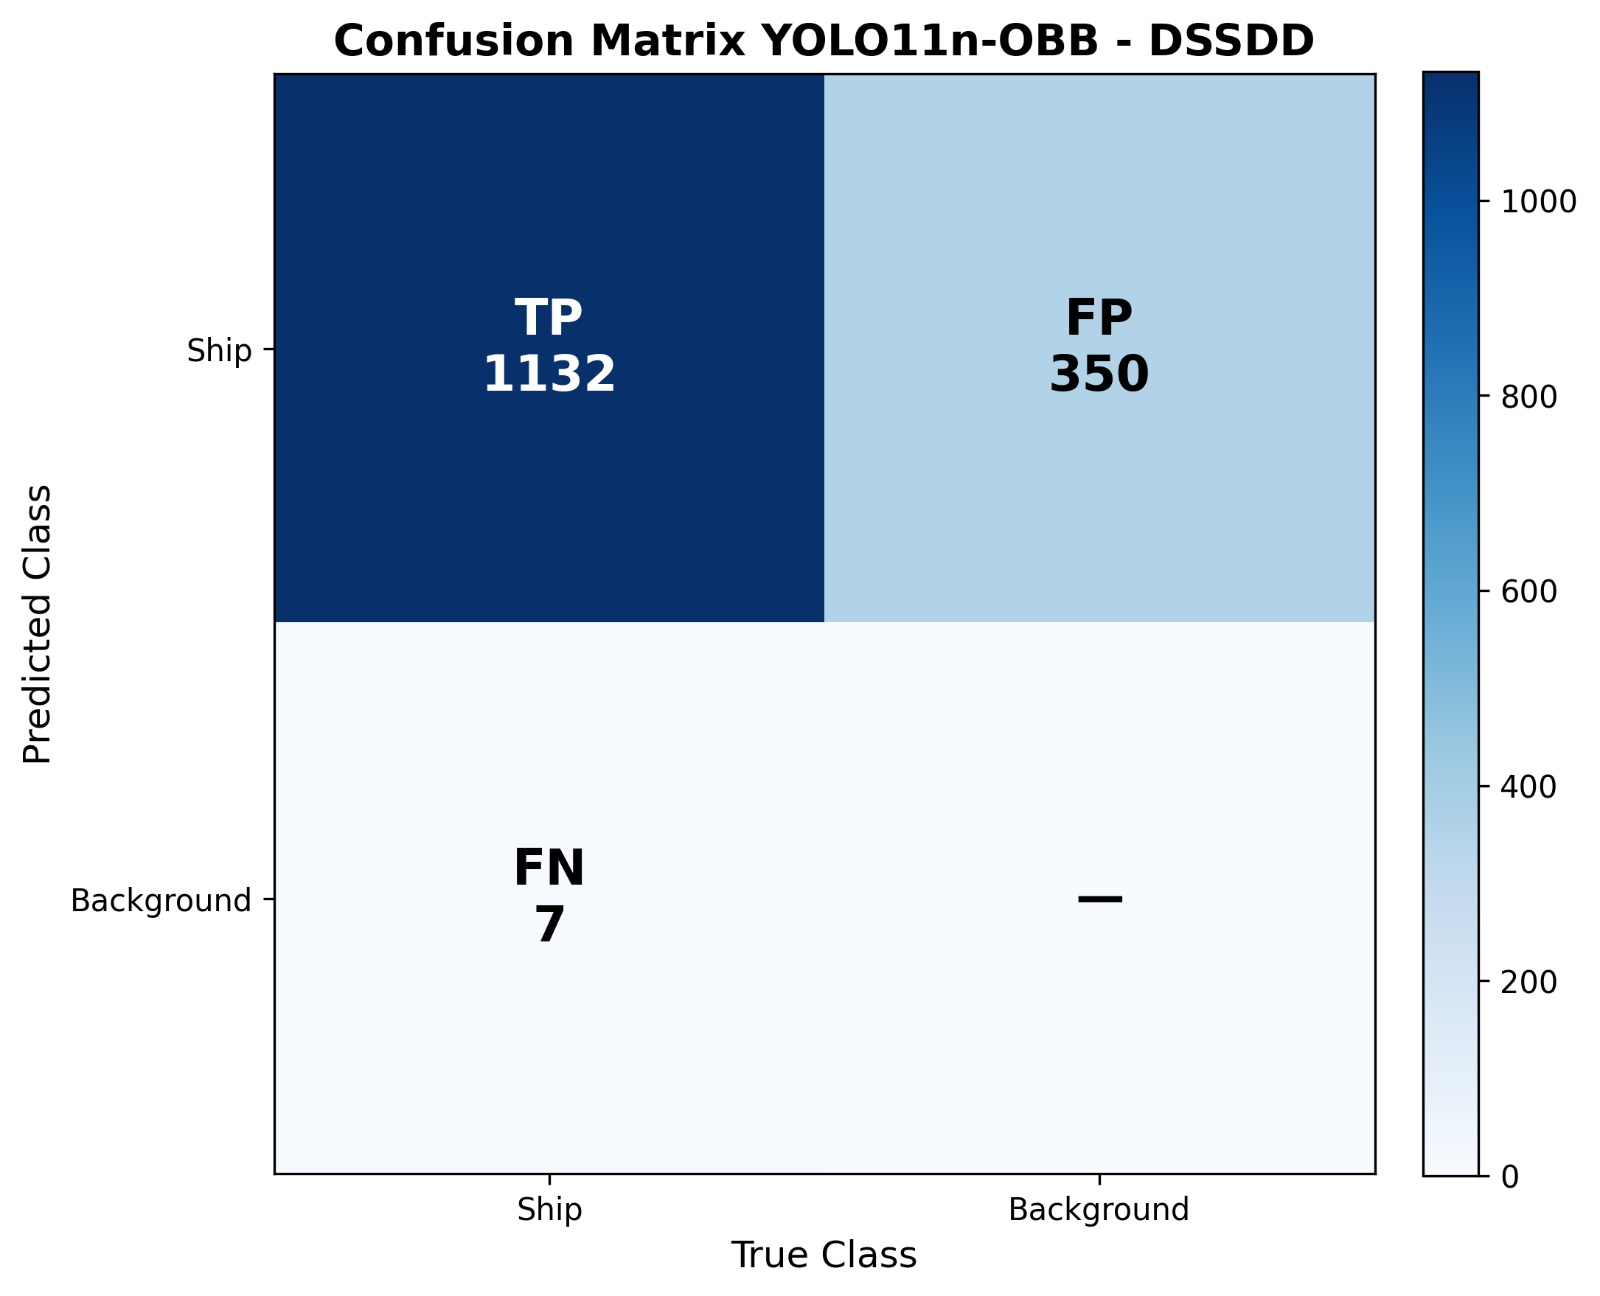 Confusion Matrix YOLO11n-OBB - DSSDD
TP
1132
FP
350
FN
7
—
Ship
Background
Predicted Class
Ship
Background
True Class
1000
800
600
400
200
0